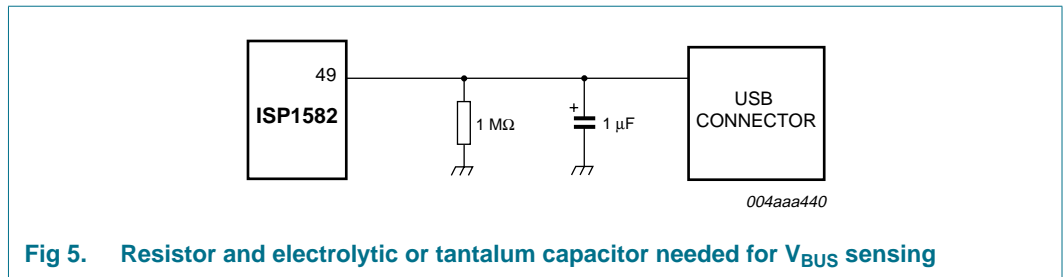 49
ISP1582
1 MΩ
+
1 μF
USB
CONNECTOR
004aaa440
Fig 5. Resistor and electrolytic or tantalum capacitor needed for VBUS sensing